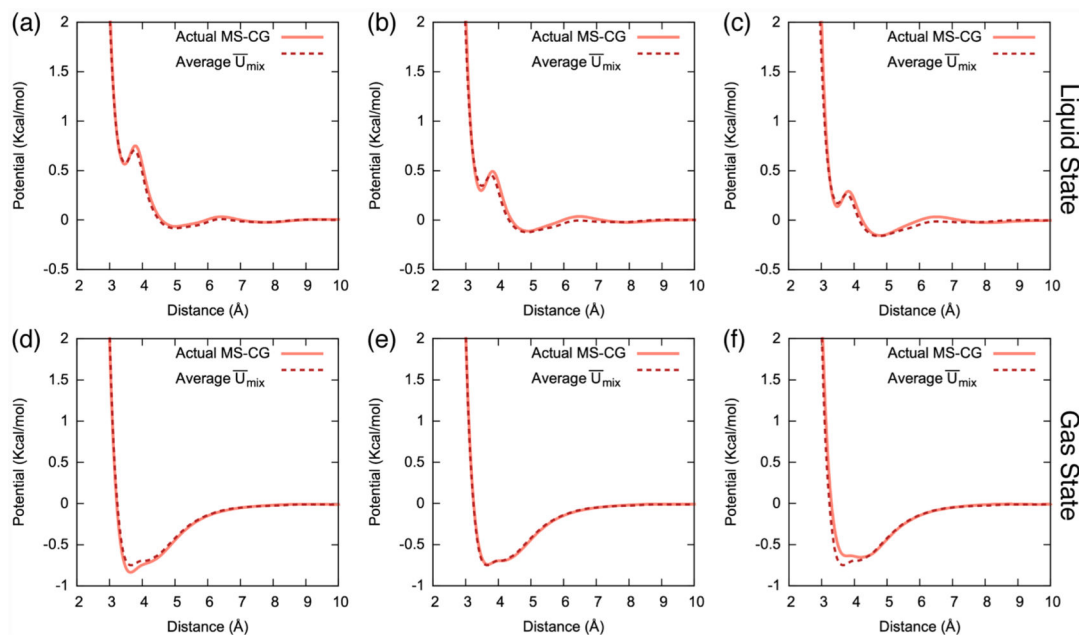 (a)
2
1.5
1
0.5
0
-0.5
Potential (Kcal/mol)
Actual MS-CG
Average U̅mix
2 3 4 5 6 7 8 9 10
Distance (Å)
(b)
2
1.5
1
0.5
0
-0.5
Potential (Kcal/mol)
Actual MS-CG
Average U̅mix
2 3 4 5 6 7 8 9 10
Distance (Å)
(c)
2
1.5
1
0.5
0
-0.5
Potential (Kcal/mol)
Actual MS-CG
Average U̅mix
2 3 4 5 6 7 8 9 10
Distance (Å)
Liquid State
(d)
2
1.5
1
0.5
0
-0.5
-1
Potential (Kcal/mol)
Actual MS-CG
Average U̅mix
2 3 4 5 6 7 8 9 10
Distance (Å)
(e)
2
1.5
1
0.5
0
-0.5
-1
Potential (Kcal/mol)
Actual MS-CG
Average U̅mix
2 3 4 5 6 7 8 9 10
Distance (Å)
(f)
2
1.5
1
0.5
0
-0.5
-1
Potential (Kcal/mol)
Actual MS-CG
Average U̅mix
2 3 4 5 6 7 8 9 10
Distance (Å)
Gas State